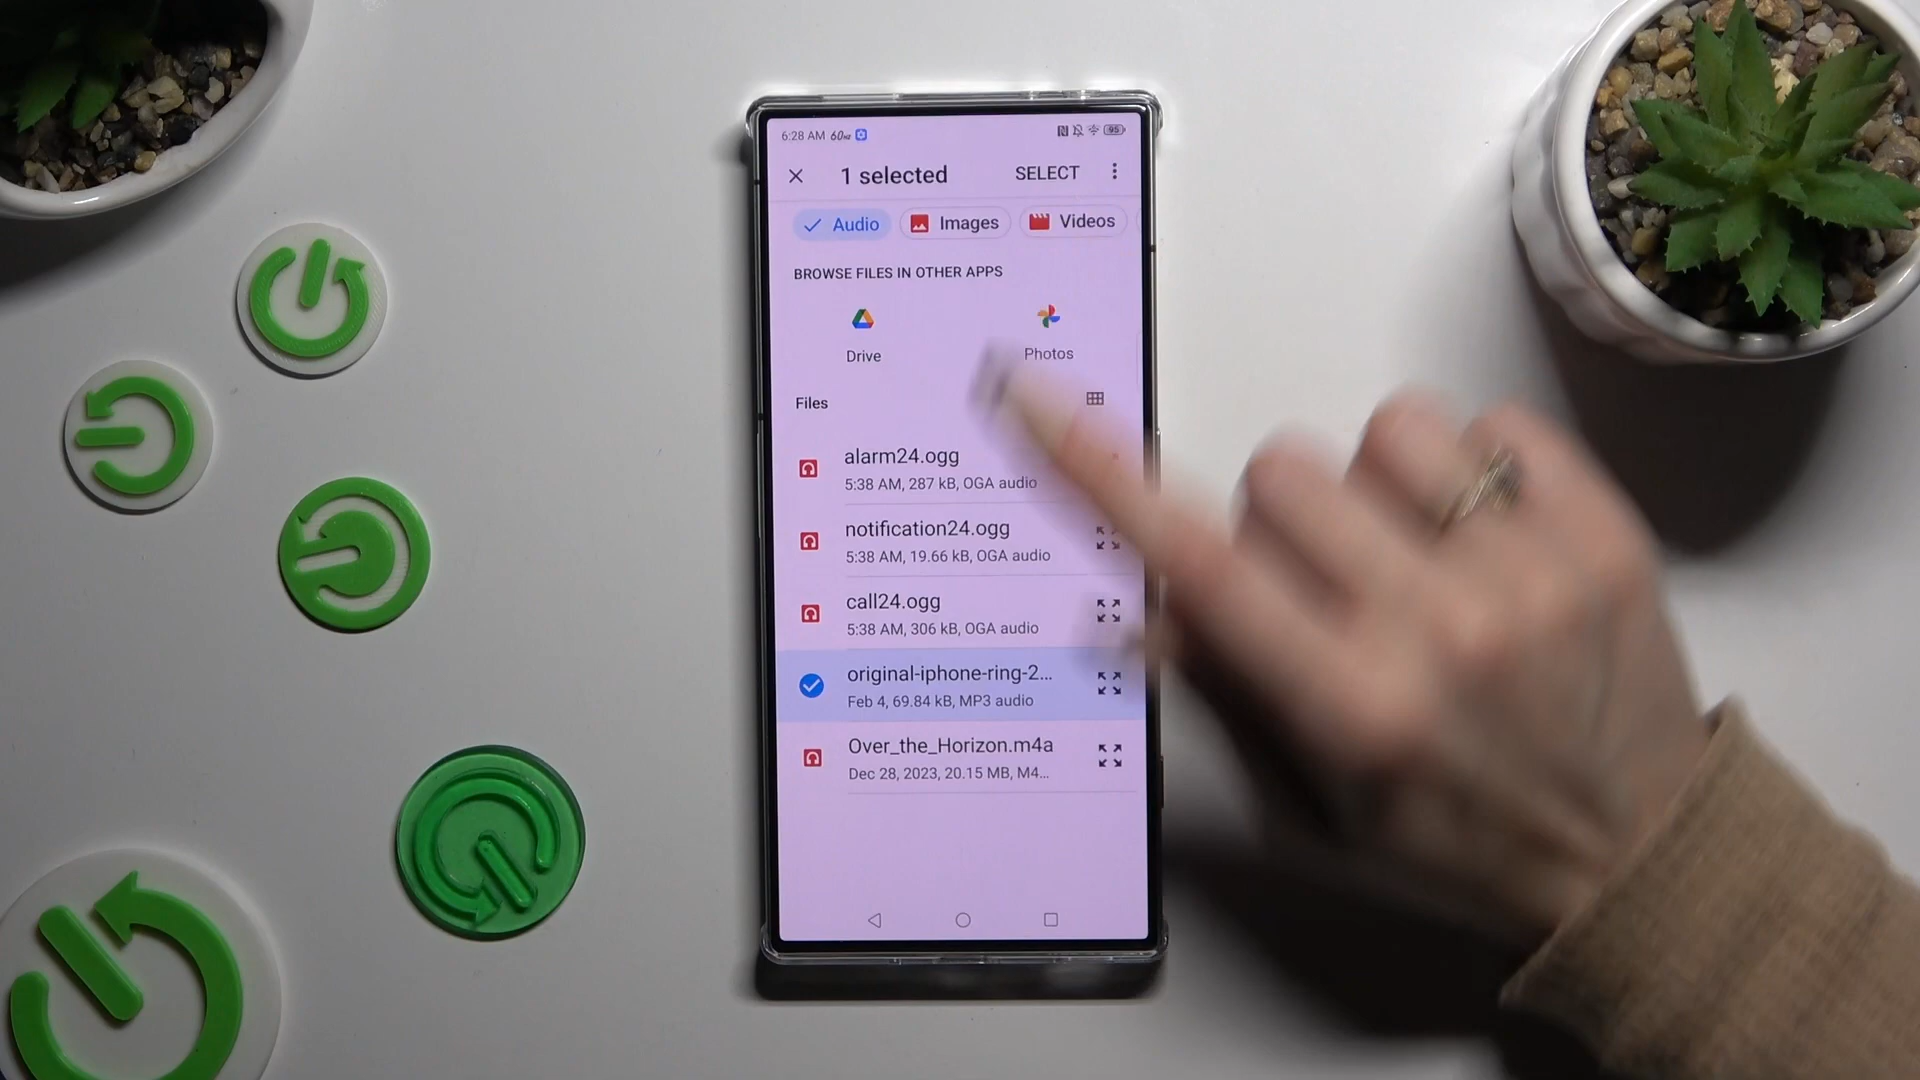 6:28 AM 60Hz 95
1 selected SELECT
Audio Images Videos
BROWSE FILES IN OTHER APPS
Drive Photos
Files
alarm24.ogg
5:38 AM, 287 kB, OGA audio
notification24.ogg
5:38 AM, 19.66 kB, OGA audio
call24.ogg
5:38 AM, 306 kB, OGA audio
original-iphone-ring-2...
Feb 4, 69.84 kB, MP3 audio
Over_the_Horizon.m4a
Dec 28, 2023, 20.15 MB, M4...